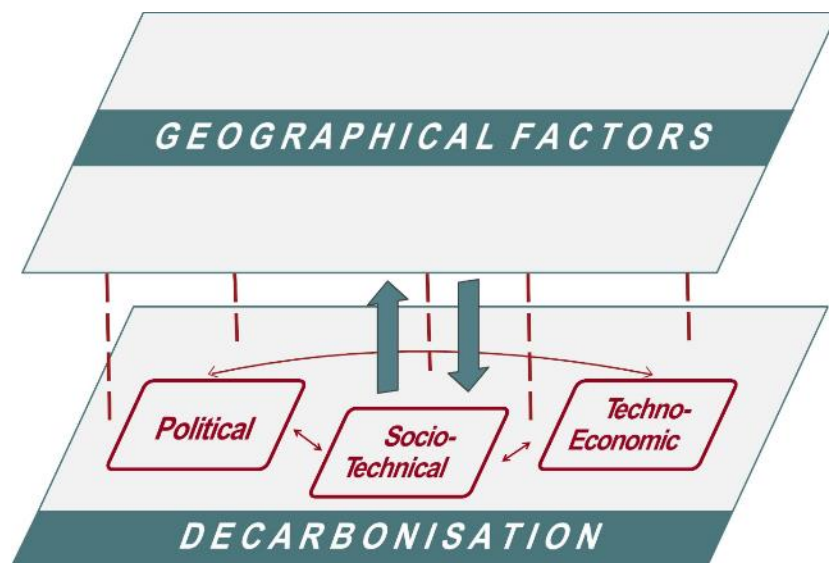 GEOGRAPHICAL FACTORS
Political
Socio-
Technical
Techno-
Economic
DECARBONISATION